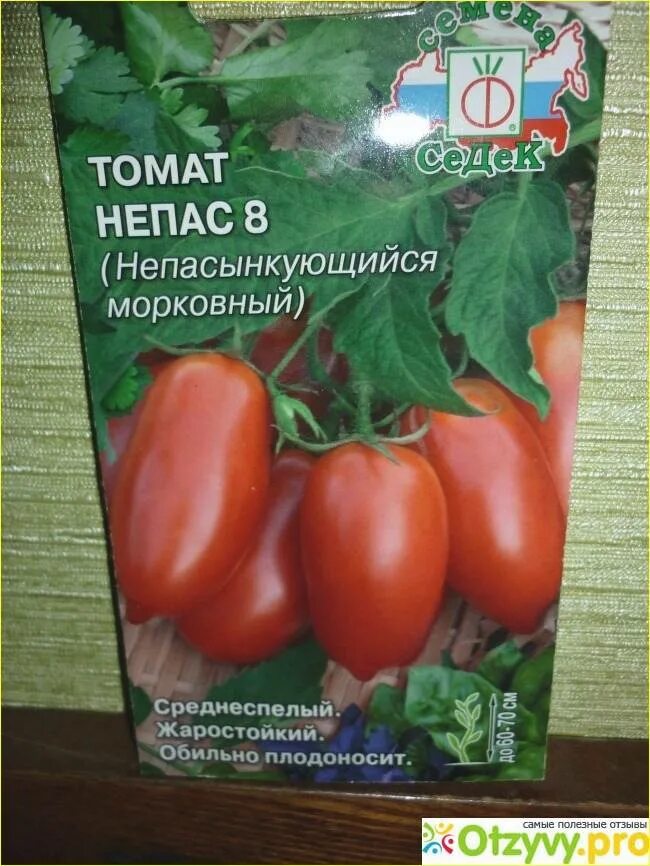 семена
СеДеК
ТОМАТ
НЕПАС 8
(Непасынкующийся
морковный)
Среднеспелый.
Жаростойкий.
Обильно плодоносит.
до 60-70 см
самые полезные отзывы
Otzyvy.pro